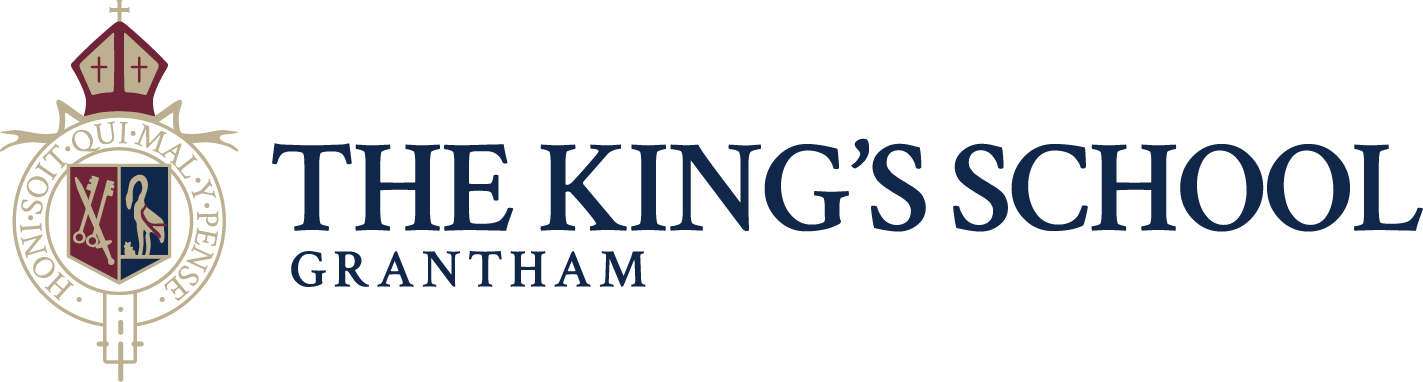 HONI·SOIT·QUI·MAL·Y·PENSE·
THE KING’S SCHOOL
GRANTHAM